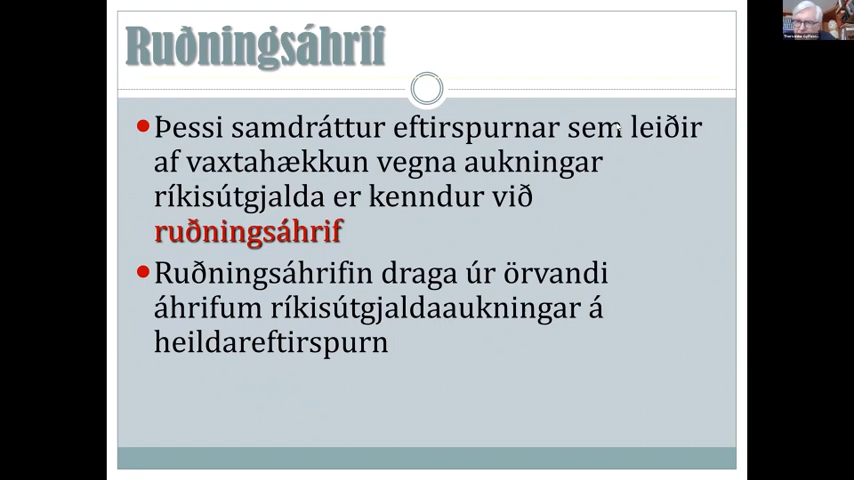 Ruðningsáhrif
•Þessi samdráttur eftirspurnar sem leiðir
af vaxtahækkun vegna aukningar
ríkisútgjalda er kenndur við
ruðningsáhrif
•Ruðningsáhrifin draga úr örvandi
áhrifum ríkisútgjaldaaukningar á
heildareftirspurn